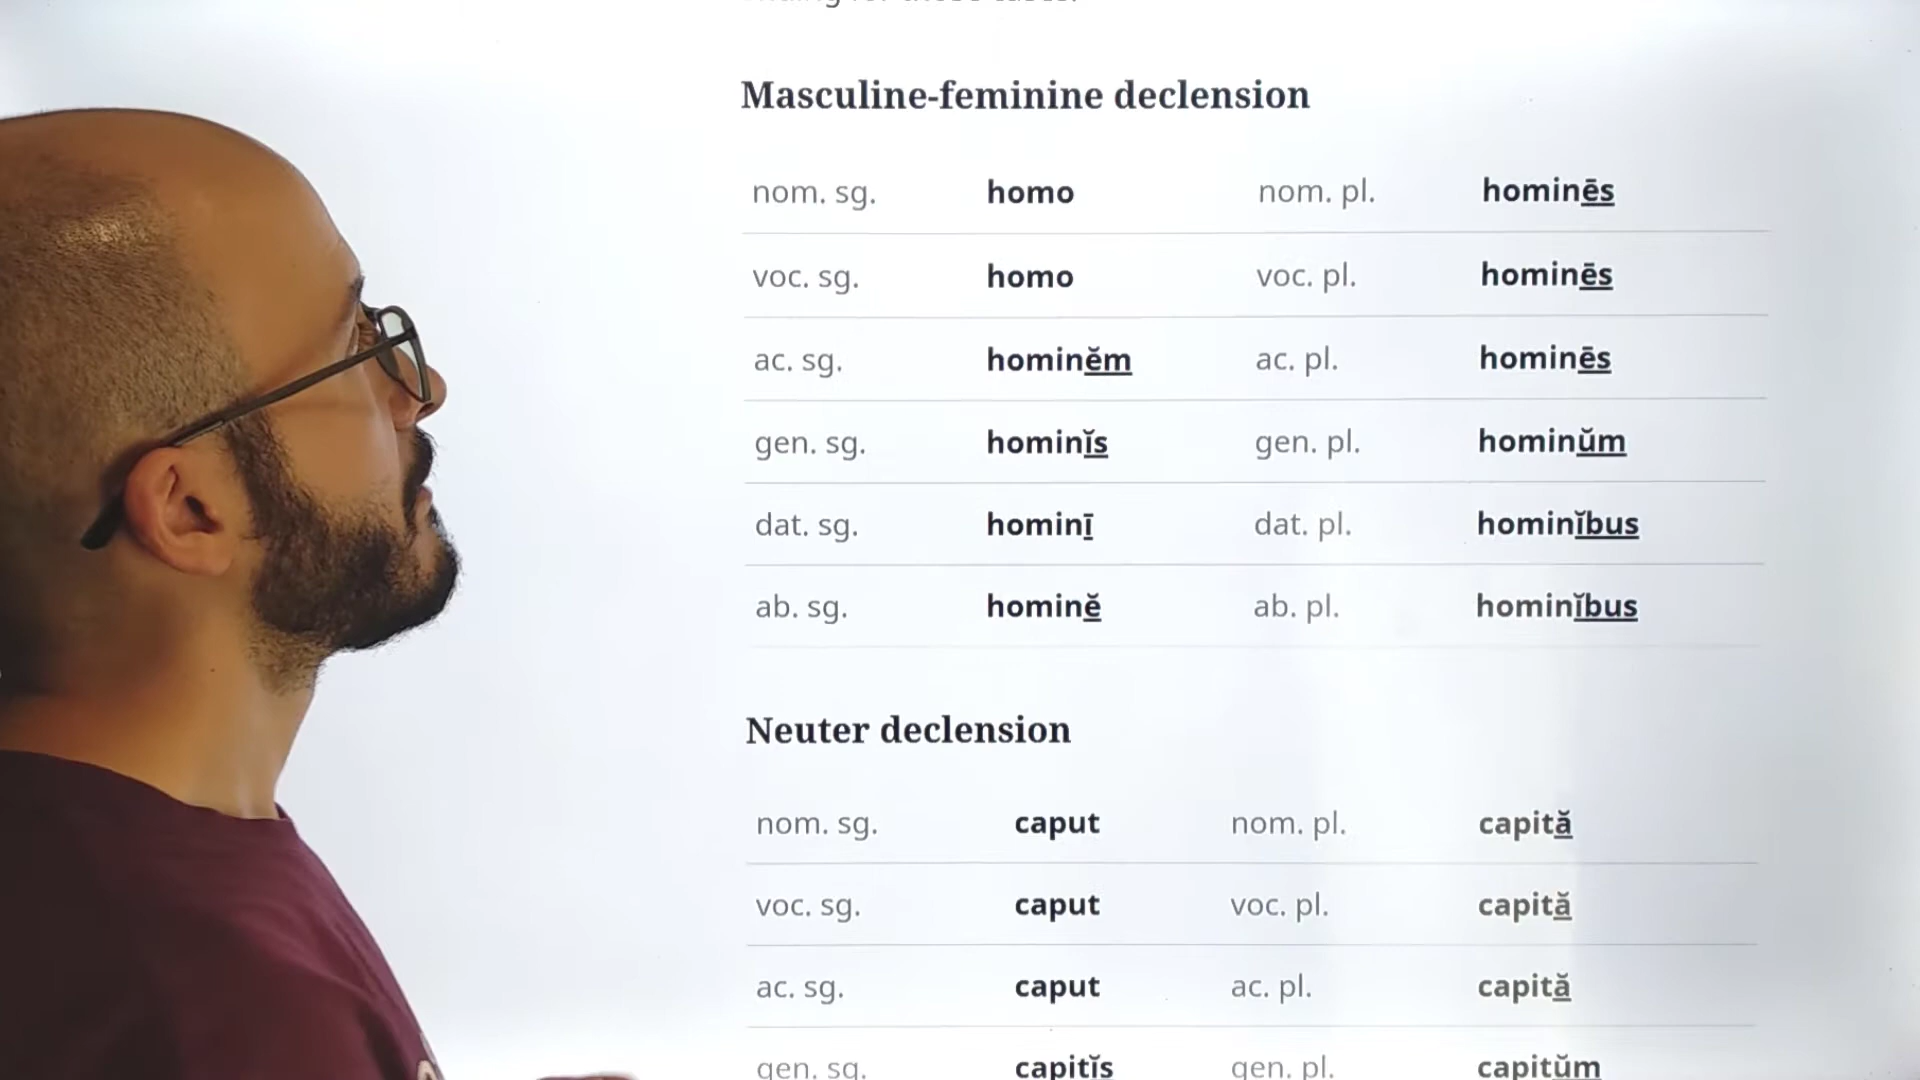 Masculine-feminine declension
nom. sg. homo nom. pl. hominēs
voc. sg. homo voc. pl. hominēs
ac. sg. hominĕm ac. pl. hominēs
gen. sg. hominĭs gen. pl. hominŭm
dat. sg. hominī dat. pl. hominĭbus
ab. sg. hominĕ ab. pl. hominĭbus
Neuter declension
nom. sg. caput nom. pl. capită
voc. sg. caput voc. pl. capită
ac. sg. caput ac. pl. capită
gen. sg. capitĭs gen. pl. capitŭm